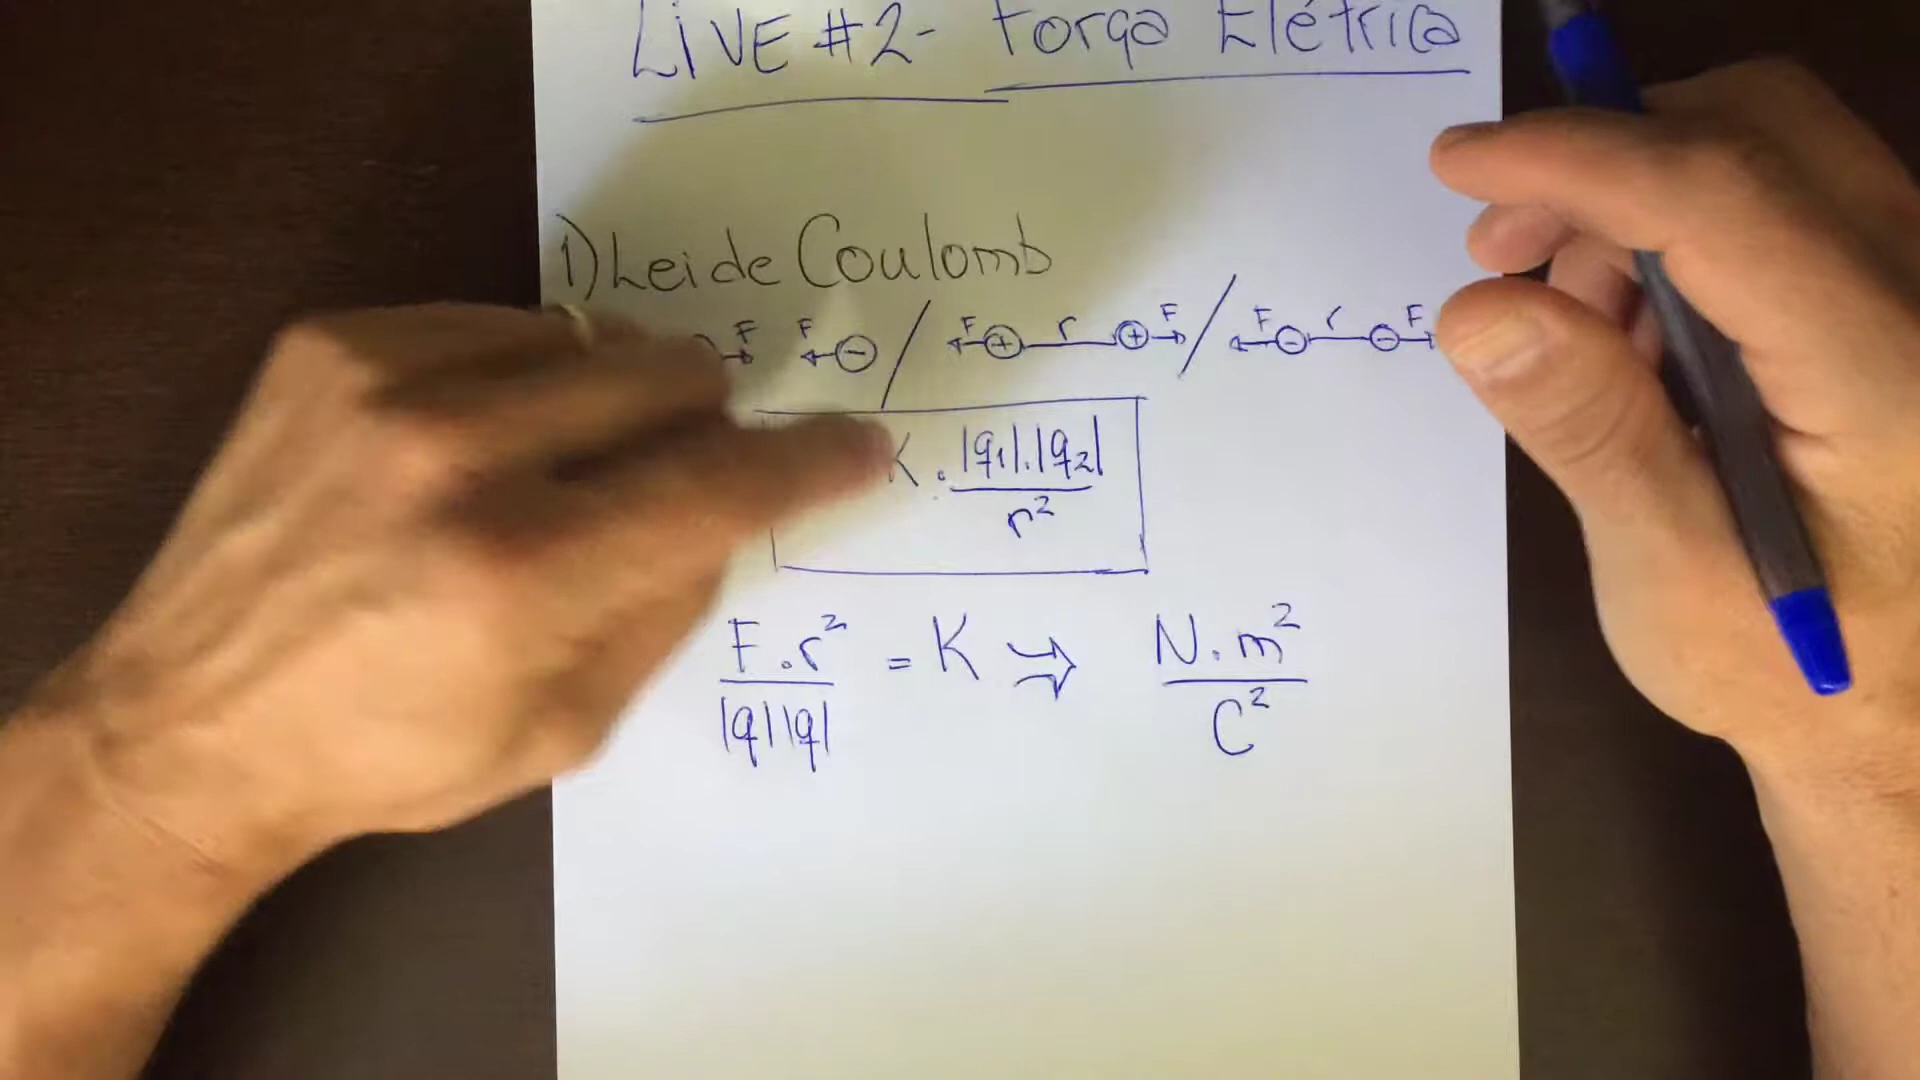 LIVE #2- Força Elétrica
1) Lei de Coulomb
F F - / F + r + F / F - r - F
K . |q1|.|q2|
r²
F.r² = K ⇒ N.m²
|q||q| C²